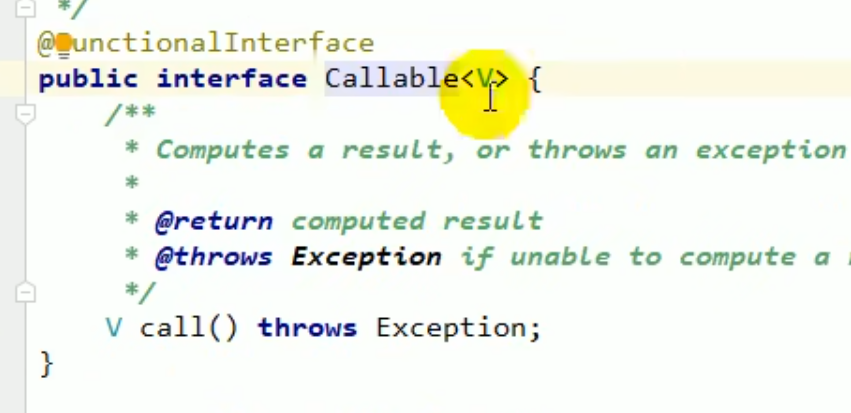 */
@FunctionalInterface
public interface Callable<V> {
/**
* Computes a result, or throws an exception
*
* @return computed result
* @throws Exception if unable to compute a
*/
V call() throws Exception;
}